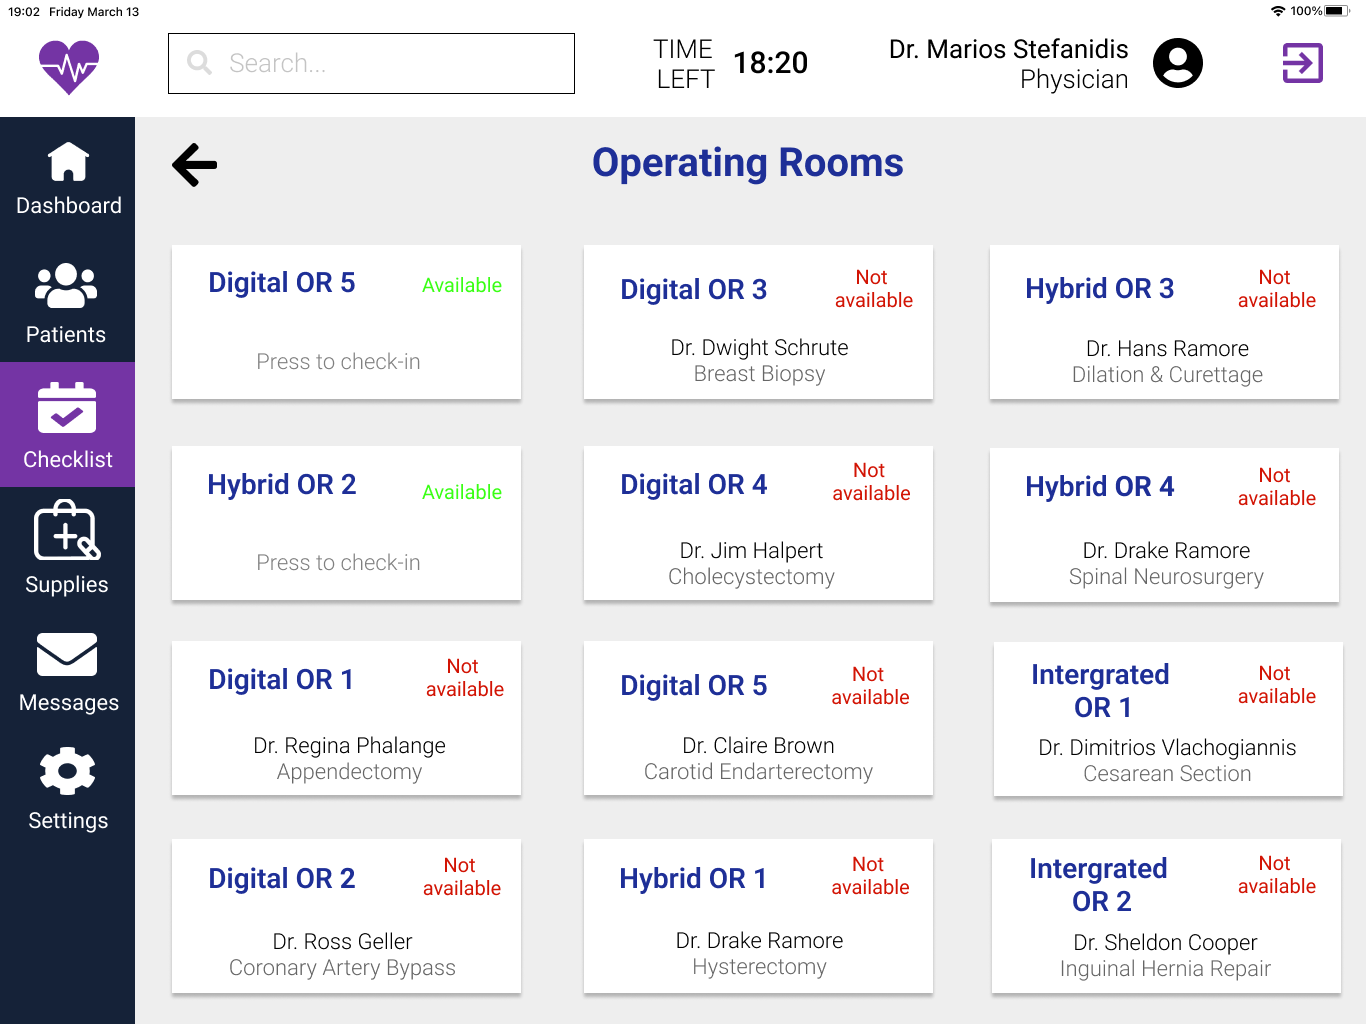 19:02 Friday March 13
100%
Search...
TIME
LEFT
18:20
Dr. Marios Stefanidis
Physician
Dashboard
Patients
Checklist
Supplies
Messages
Settings
Operating Rooms
Digital OR 5
Available
Press to check-in
Digital OR 3
Not
available
Dr. Dwight Schrute
Breast Biopsy
Hybrid OR 3
Not
available
Dr. Hans Ramore
Dilation & Curettage
Hybrid OR 2
Available
Press to check-in
Digital OR 4
Not
available
Dr. Jim Halpert
Cholecystectomy
Hybrid OR 4
Not
available
Dr. Drake Ramore
Spinal Neurosurgery
Digital OR 1
Not
available
Dr. Regina Phalange
Appendectomy
Digital OR 5
Not
available
Dr. Claire Brown
Carotid Endarterectomy
Intergrated
OR 1
Not
available
Dr. Dimitrios Vlachogiannis
Cesarean Section
Digital OR 2
Not
available
Dr. Ross Geller
Coronary Artery Bypass
Hybrid OR 1
Not
available
Dr. Drake Ramore
Hysterectomy
Intergrated
OR 2
Not
available
Dr. Sheldon Cooper
Inguinal Hernia Repair